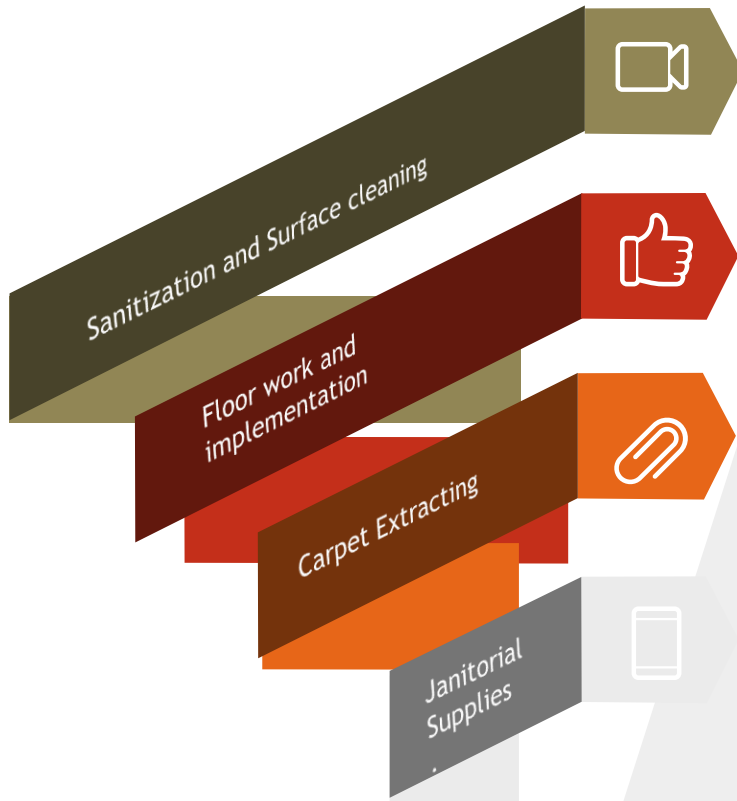 Sanitization and Surface cleaning
Floor work and
implementation
Carpet Extracting
Janitorial
Supplies
.